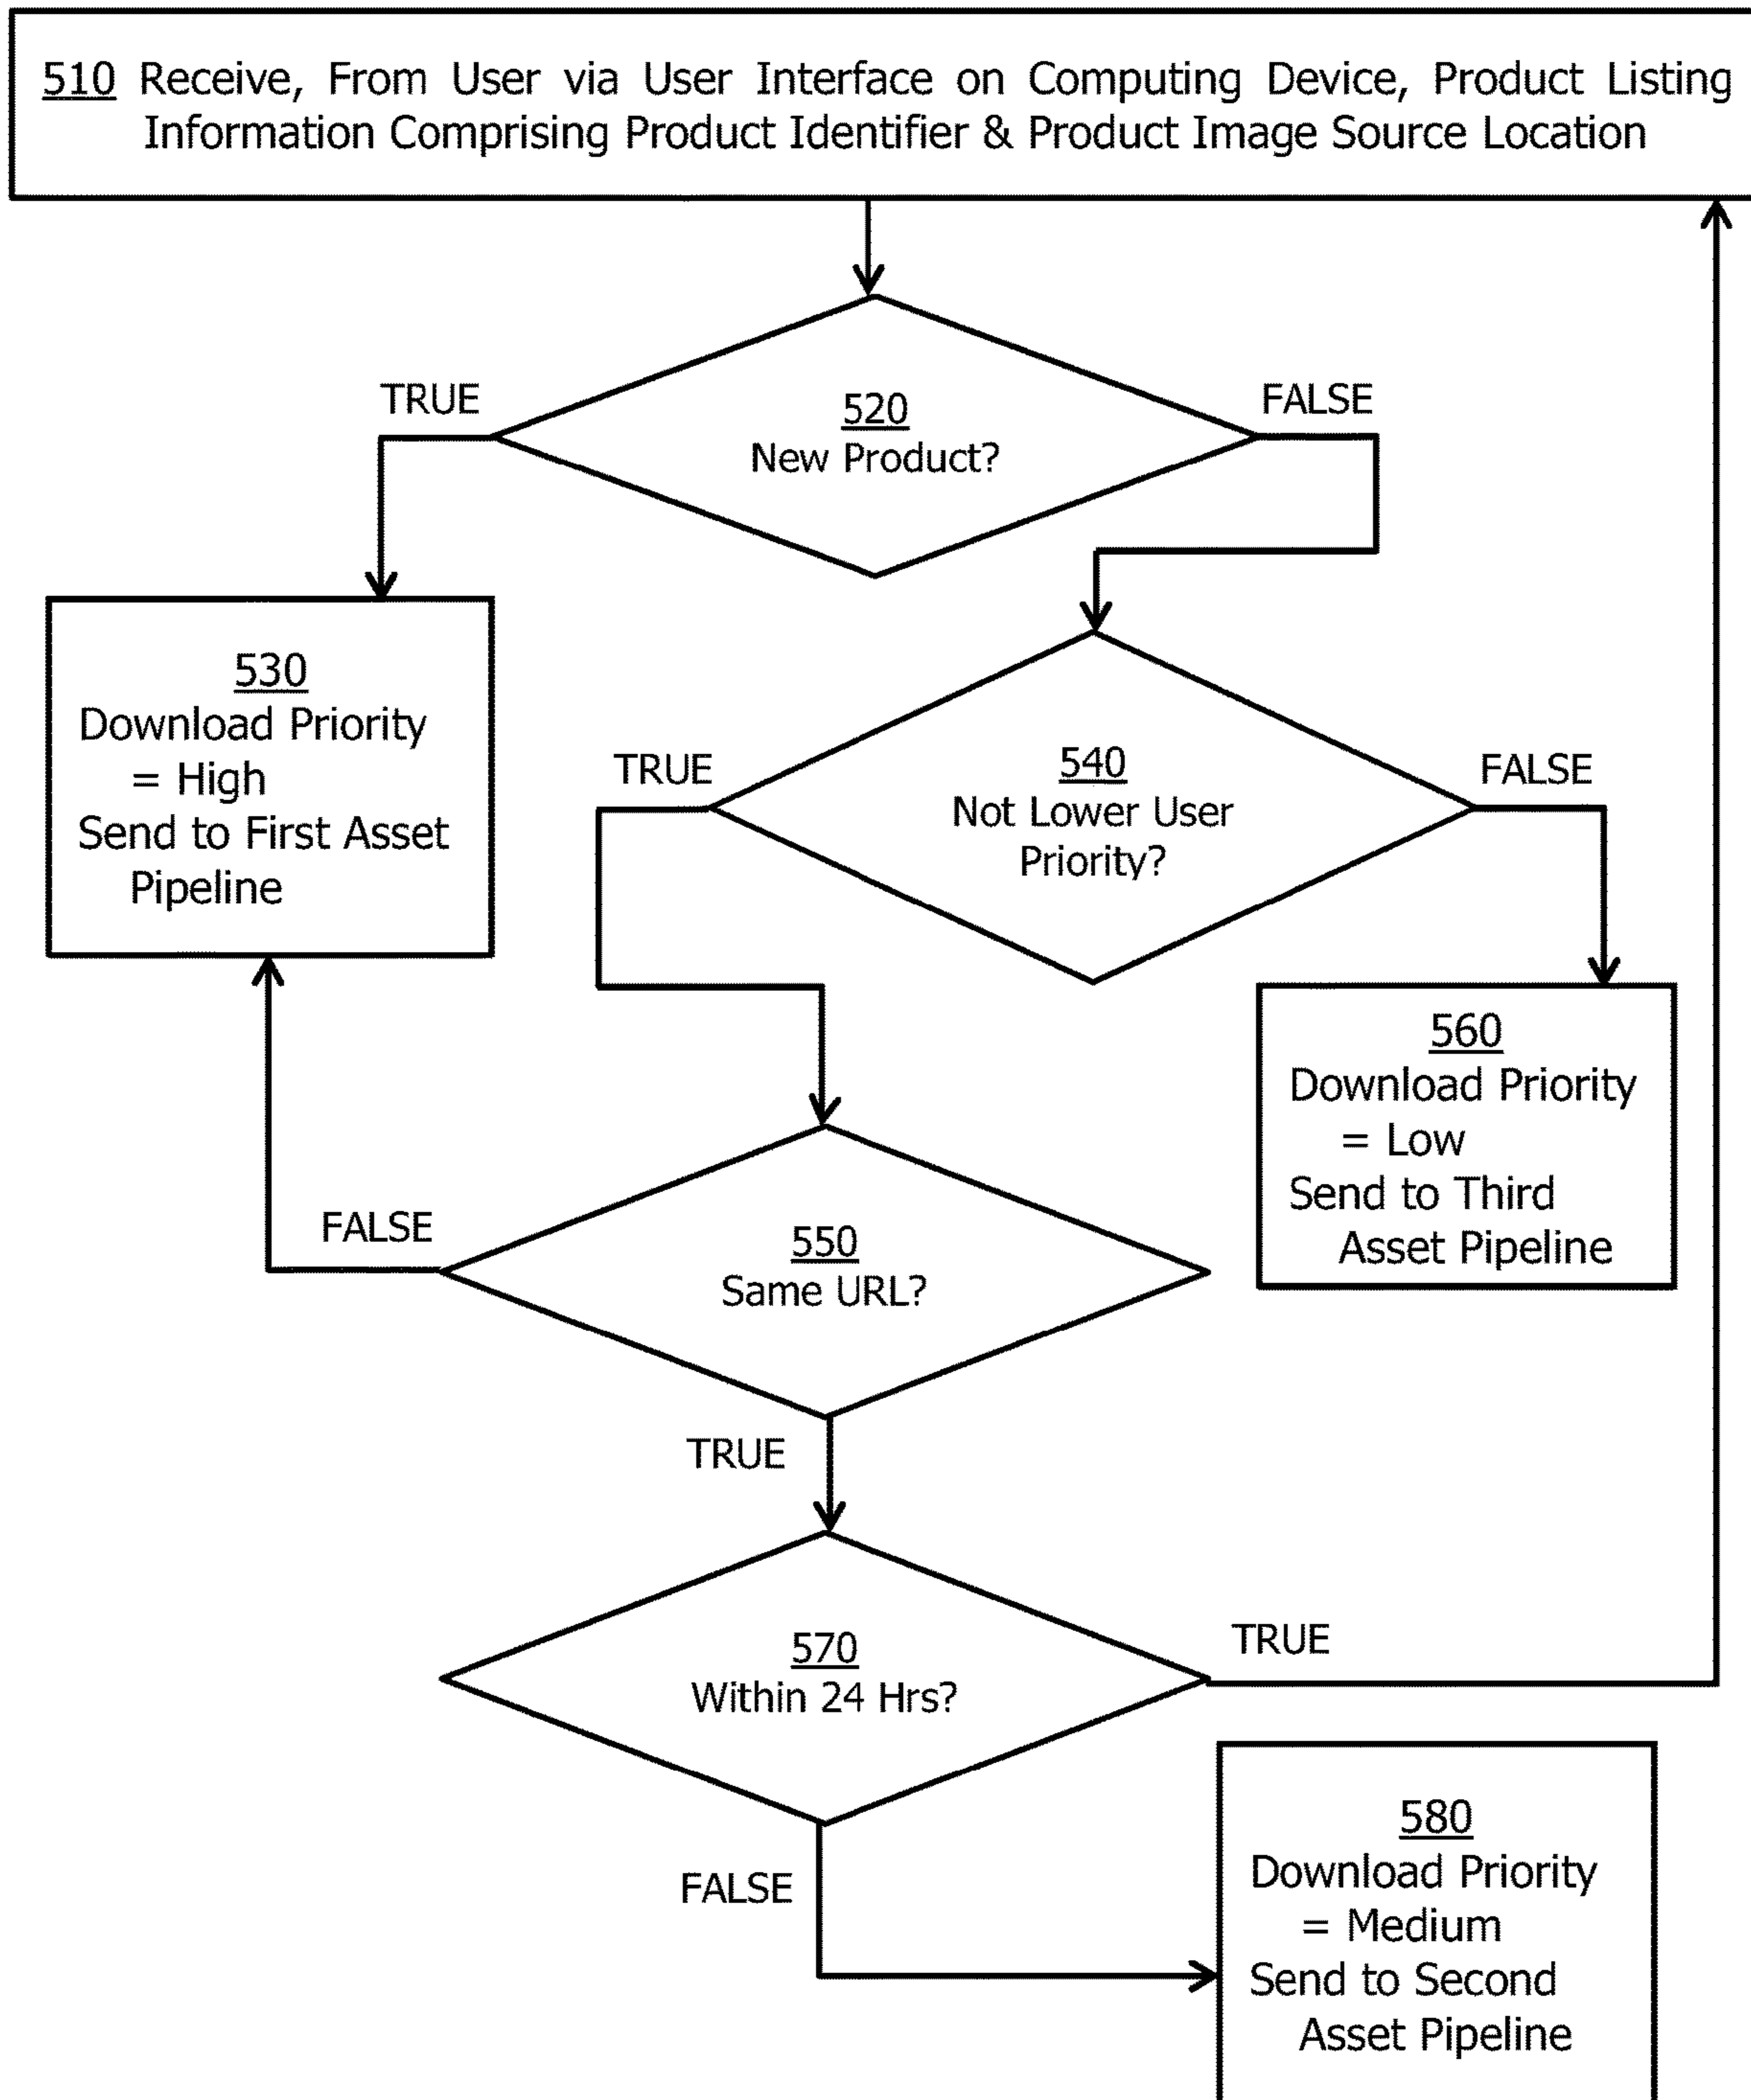 510 Receive, From User via User Interface on Computing Device, Product Listing
Information Comprising Product Identifier & Product Image Source Location
TRUE
520
New Product?
FALSE
530
Download Priority
= High
Send to First Asset
Pipeline
TRUE
540
Not Lower User
Priority?
FALSE
560
Download Priority
= Low
Send to Third
Asset Pipeline
FALSE
550
Same URL?
TRUE
570
Within 24 Hrs?
TRUE
FALSE
580
Download Priority
= Medium
Send to Second
Asset Pipeline